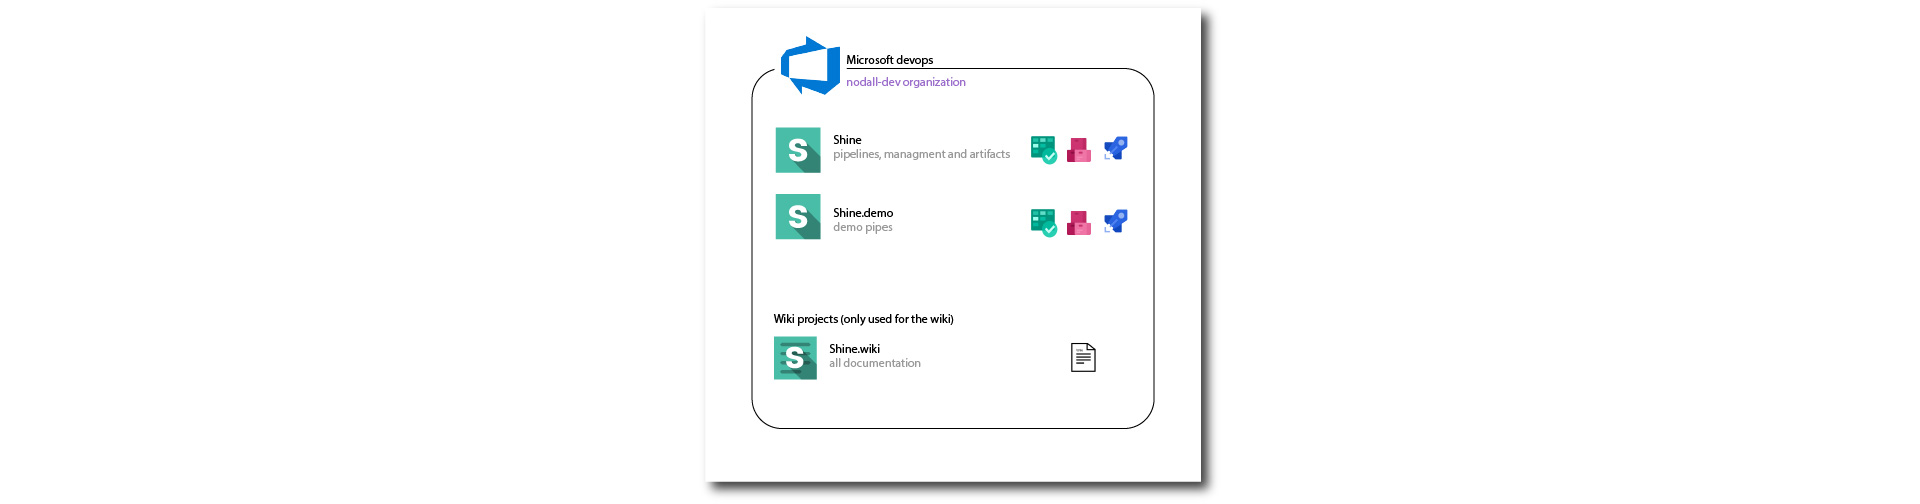 Microsoft devops
nodall-dev organization
S
Shine
pipelines, managment and artifacts
S
Shine.demo
demo pipes
Wiki projects (only used for the wiki)
S
Shine.wiki
all documentation